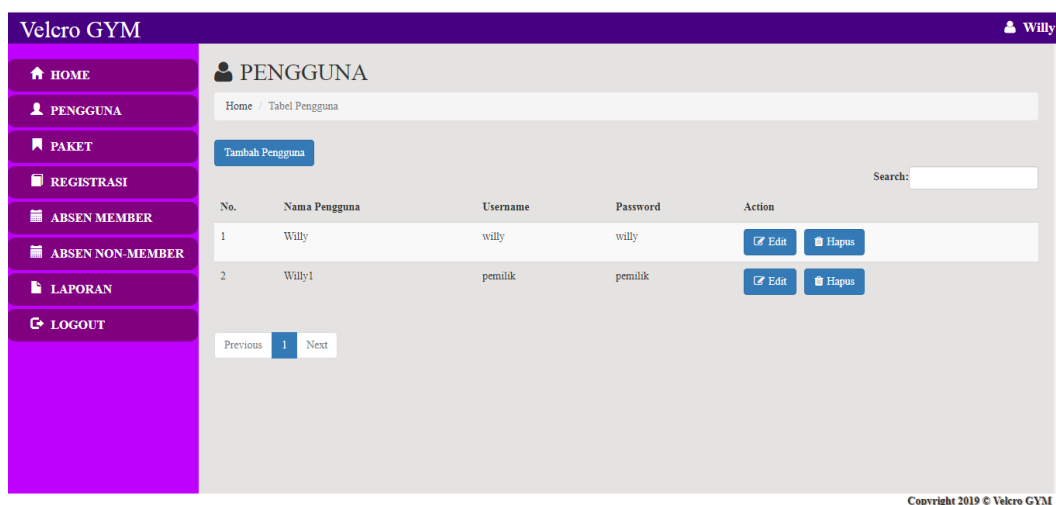 Velcro GYM
Willy
HOME
PENGGUNA
PAKET
REGISTRASI
ABSEN MEMBER
ABSEN NON-MEMBER
LAPORAN
LOGOUT
PENGGUNA
Home / Tabel Pengguna
Tambah Pengguna
Search:
No. Nama Pengguna Username Password Action
1 Willy willy willy Edit Hapus
2 Willy1 pemilik pemilik Edit Hapus
Previous 1 Next
Copyright 2019 © Velcro GYM